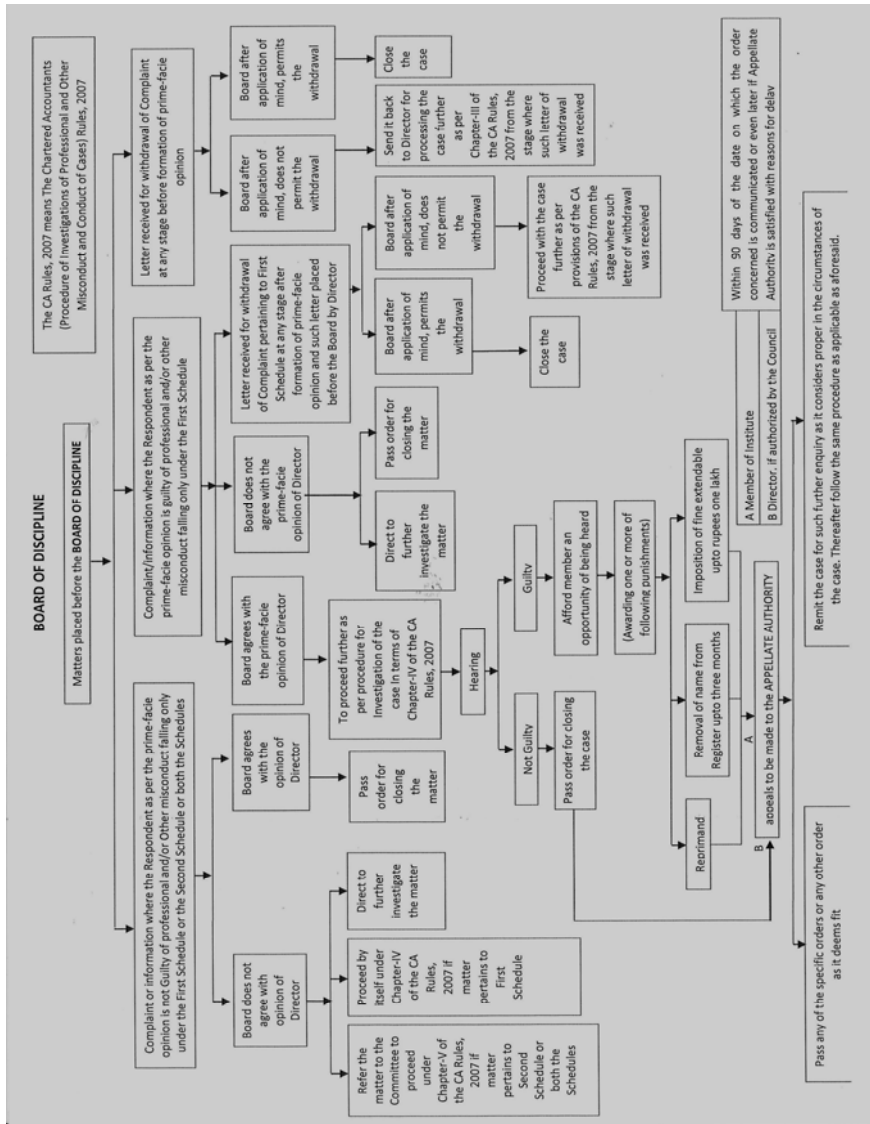 BOARD OF DISCIPLINE
The CA Rules, 2007 means The Chartered Accountants
(Procedure of Investigations of Professional and Other
Misconduct and Conduct of Cases) Rules, 2007
Matters placed before the BOARD OF DISCIPLINE
Complaint or information where the Respondent as per the prime-facie
opinion is not Guilty of professional and/or Other misconduct falling only
under the First Schedule or the Second Schedule or both the Schedules
Complaint/information where the Respondent as per the
prime-facie opinion is guilty of professional and/or other
misconduct falling only under the First Schedule
Letter received for withdrawal of Complaint
at any stage before formation of prime-facie
opinion
Board does not
agree with
opinion of
Director
Board agrees
with the
opinion of
Director
Board agrees with
the prime-facie
opinion of Director
Board does not
agree with the
prime-facie
opinion of Director
Letter received for withdrawal
of Complaint pertaining to First
Schedule at any stage after
formation of prime-facie
opinion and such letter placed
before the Board by Director
Board after
application of
mind, does not
permit the
withdrawal
Board after
application of
mind, permits
the
withdrawal
Refer the
matter to the
Committee to
proceed
under
Chapter-V of
the CA Rules,
2007 if
matter
pertains to
Second
Schedule or
both the
Schedules
Proceed by
itself under
Chapter-IV
of the CA
Rules,
2007 if
matter
pertains to
First
Schedule
Direct to
further
investigate
the matter
Pass
order for
closing
the
matter
To proceed further as
per procedure for
Investigation of the
case In terms of
Chapter-IV of the CA
Rules, 2007
Direct to
further
investigate the
matter
Pass order for
closing the
matter
Board after
application of
mind, permits
the
withdrawal
Board after
application of
mind, does
not permit
the
withdrawal
Send it back
to Director for
processing the
case further
as per
Chapter-III of
the CA Rules,
2007 from the
stage where
such letter of
withdrawal
was received
Close
the
case
Close the
case
Proceed with the case
further as per
provisions of the CA
Rules, 2007 from the
stage where such
letter of withdrawal
was received
Hearing
Not Guilty
Guilty
Pass order for closing
the case
Afford member an
opportunity of being heard
(Awarding one or more of
following punishments)
Reprimand
Removal of name from
Register upto three months
Imposition of fine extendable
upto rupees one lakh
A
B
appeals to be made to the APPELLATE AUTHORITY
A Member of Institute
B Director, if authorized by the Council
Within 90 days of the date on which the order
concerned is communicated or even later if Appellate
Authority is satisfied with reasons for delay
Pass any of the specific orders or any other order
as it deems fit
Remit the case for such further enquiry as it considers proper in the circumstances of
the case. Thereafter follow the same procedure as applicable as aforesaid.